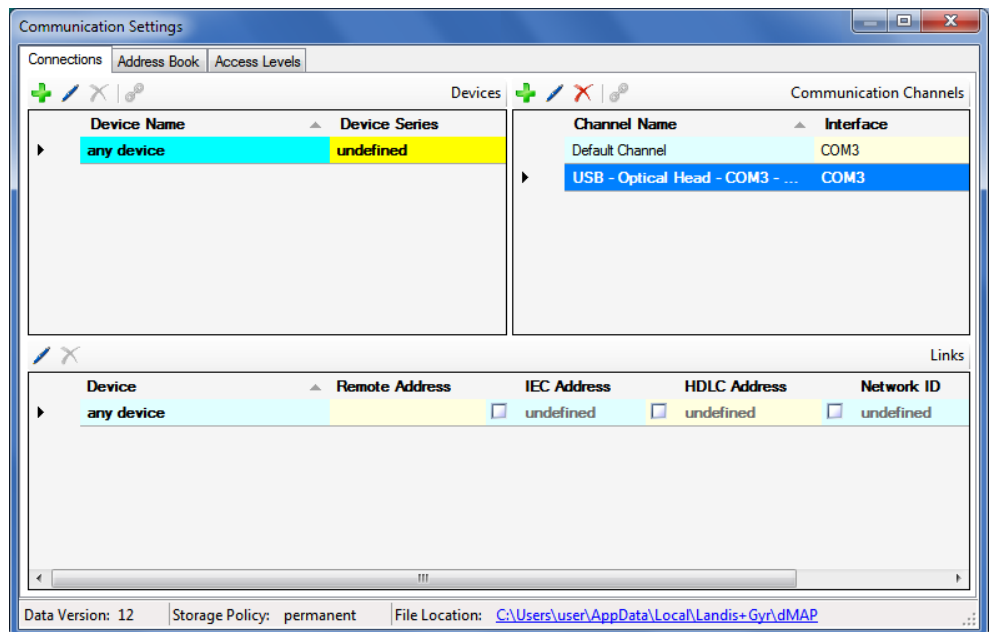 Communication Settings
Connections Address Book Access Levels
Devices
Communication Channels
Device Name Device Series
any device undefined
Channel Name Interface
Default Channel COM3
USB - Optical Head - COM3 - ... COM3
Links
Device Remote Address IEC Address HDLC Address Network ID
any device undefined undefined undefined
Data Version: 12 Storage Policy: permanent File Location: C:\Users\user\AppData\Local\Landis+Gyr\dMAP